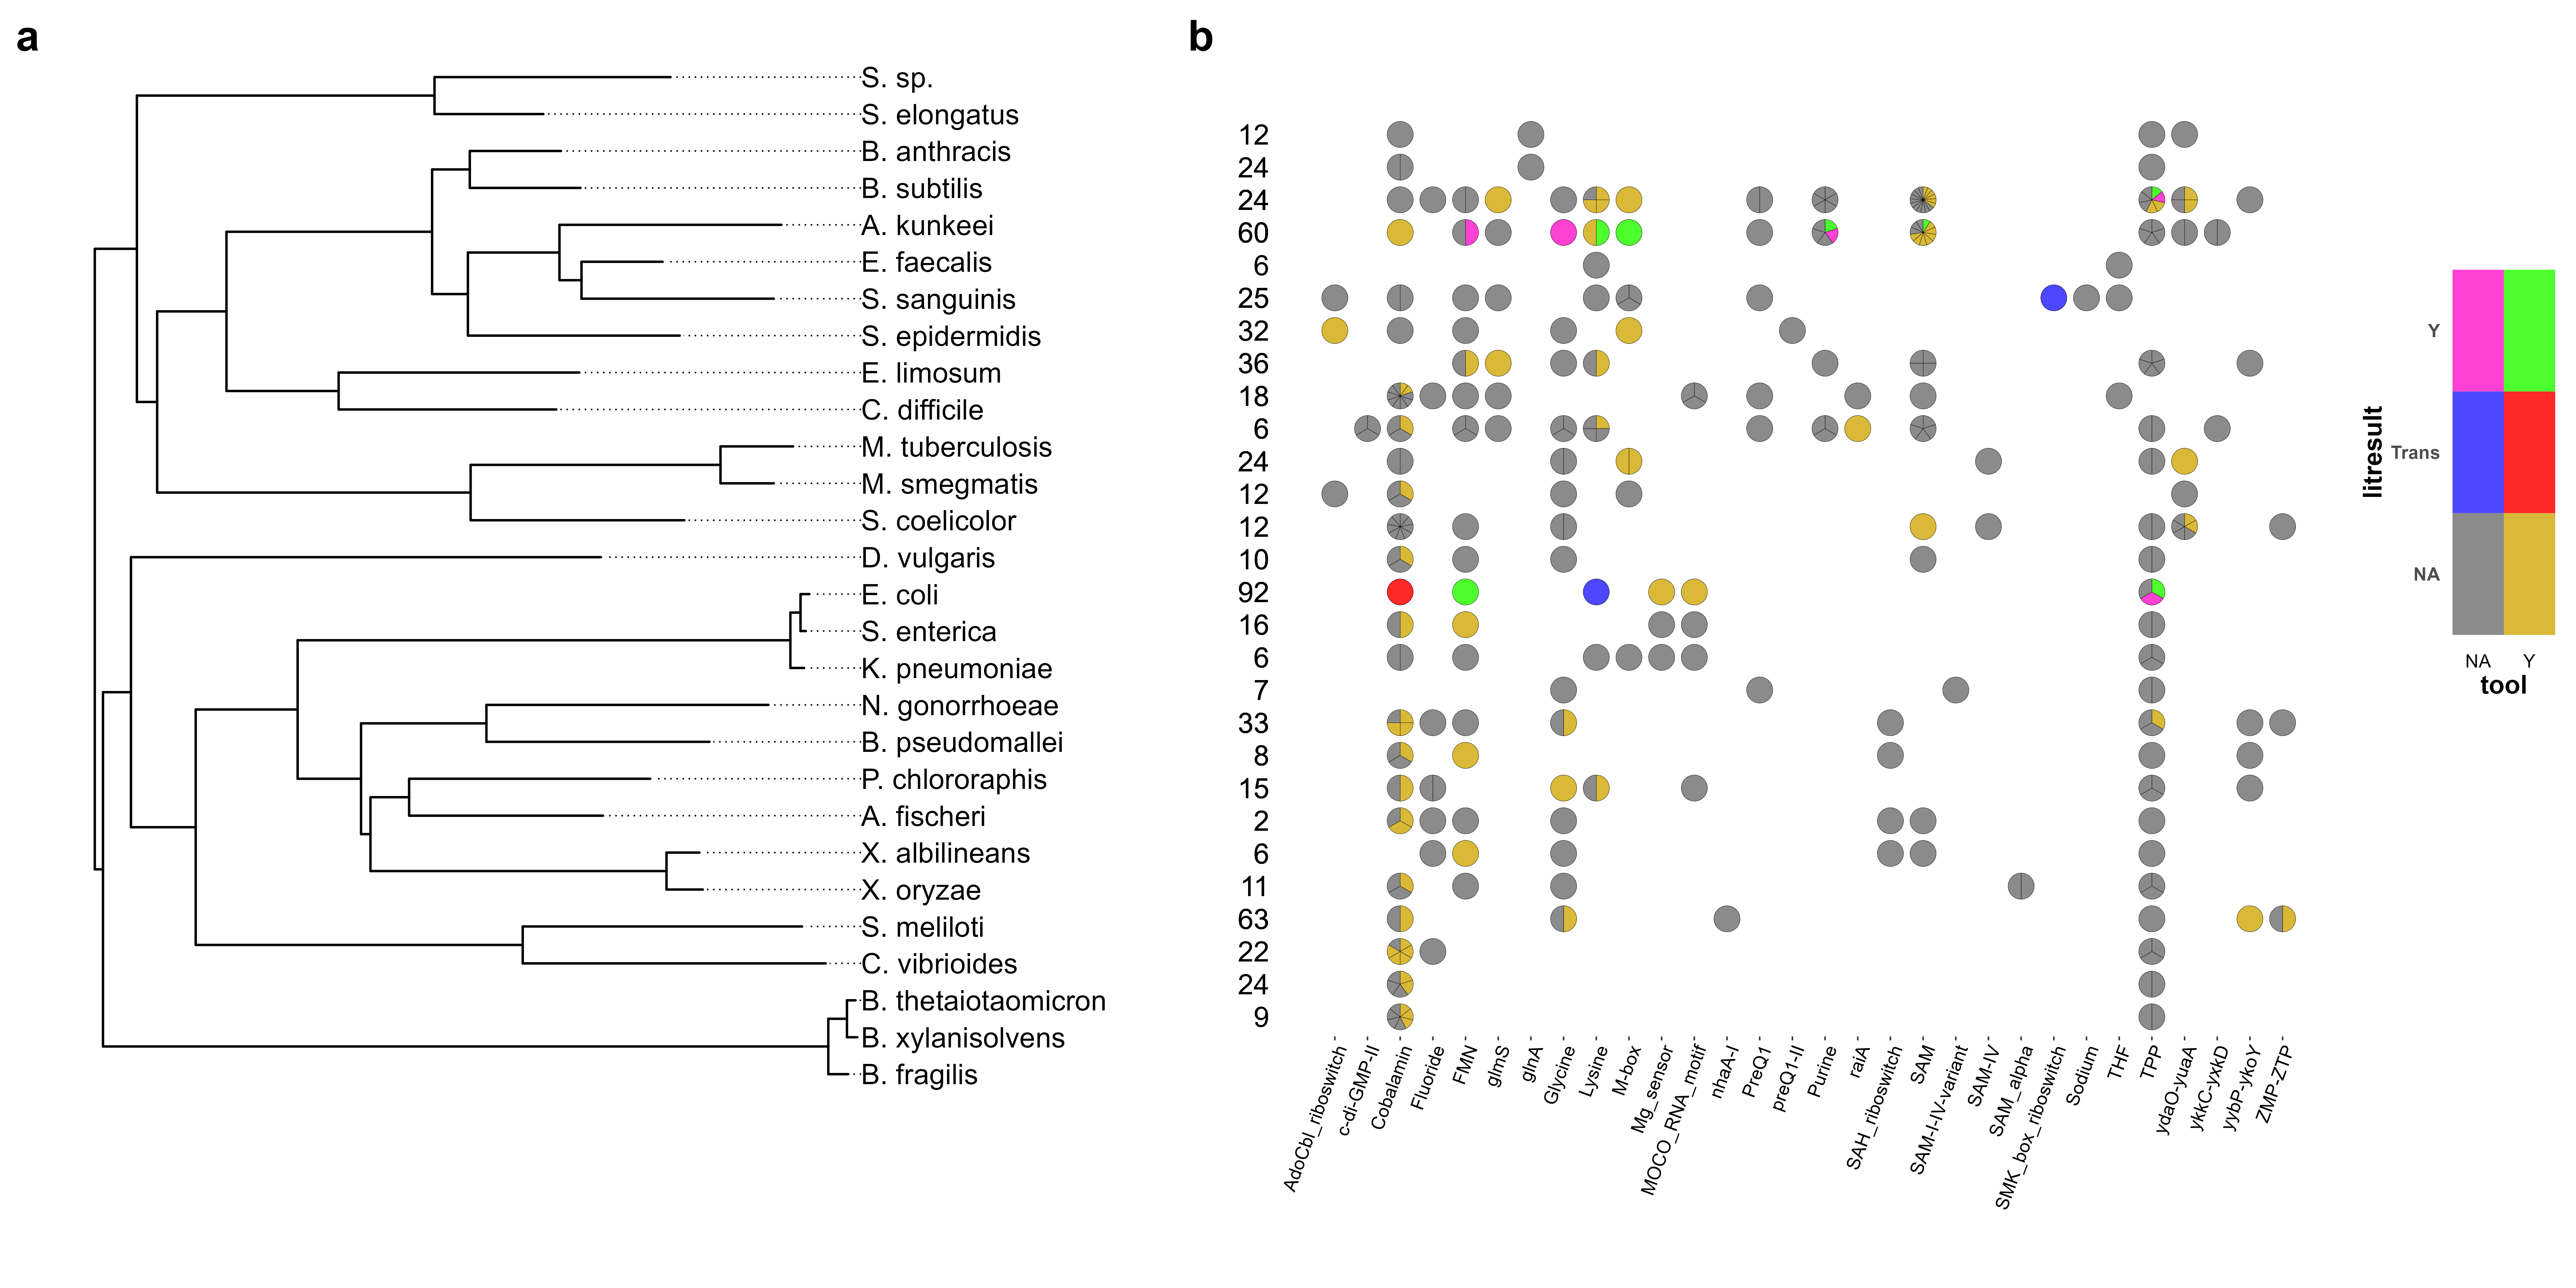 a
b
S. sp.
S. elongatus
B. anthracis
B. subtilis
A. kunkeei
E. faecalis
S. sanguinis
S. epidermidis
E. limosum
C. difficile
M. tuberculosis
M. smegmatis
S. coelicolor
D. vulgaris
E. coli
S. enterica
K. pneumoniae
N. gonorrhoeae
B. pseudomallei
P. chlororaphis
A. fischeri
X. albilineans
X. oryzae
S. meliloti
C. vibrioides
B. thetaiotaomicron
B. xylanisolvens
B. fragilis
12
24
24
60
6
25
32
36
18
6
24
12
12
10
92
16
6
7
33
8
15
2
6
11
63
22
24
9
AdoCbl_riboswitch
c-di-GMP-II
Cobalamin
Fluoride
FMN
glmS
glnA
Glycine
Lysine
M-box
Mg_sensor
MOCO_RNA_motif
nhaA-I
PreQ1
preQ1-II
Purine
raiA
SAH_riboswitch
SAM
SAM-I-IV-variant
SAM-IV
SAM_alpha
SMK_box_riboswitch
Sodium
THF
TPP
ydaO-yuaA
ykkC-yxkD
yybP-ykoY
ZMP-ZTP
litresult
Y
Trans
NA
NA Y
tool